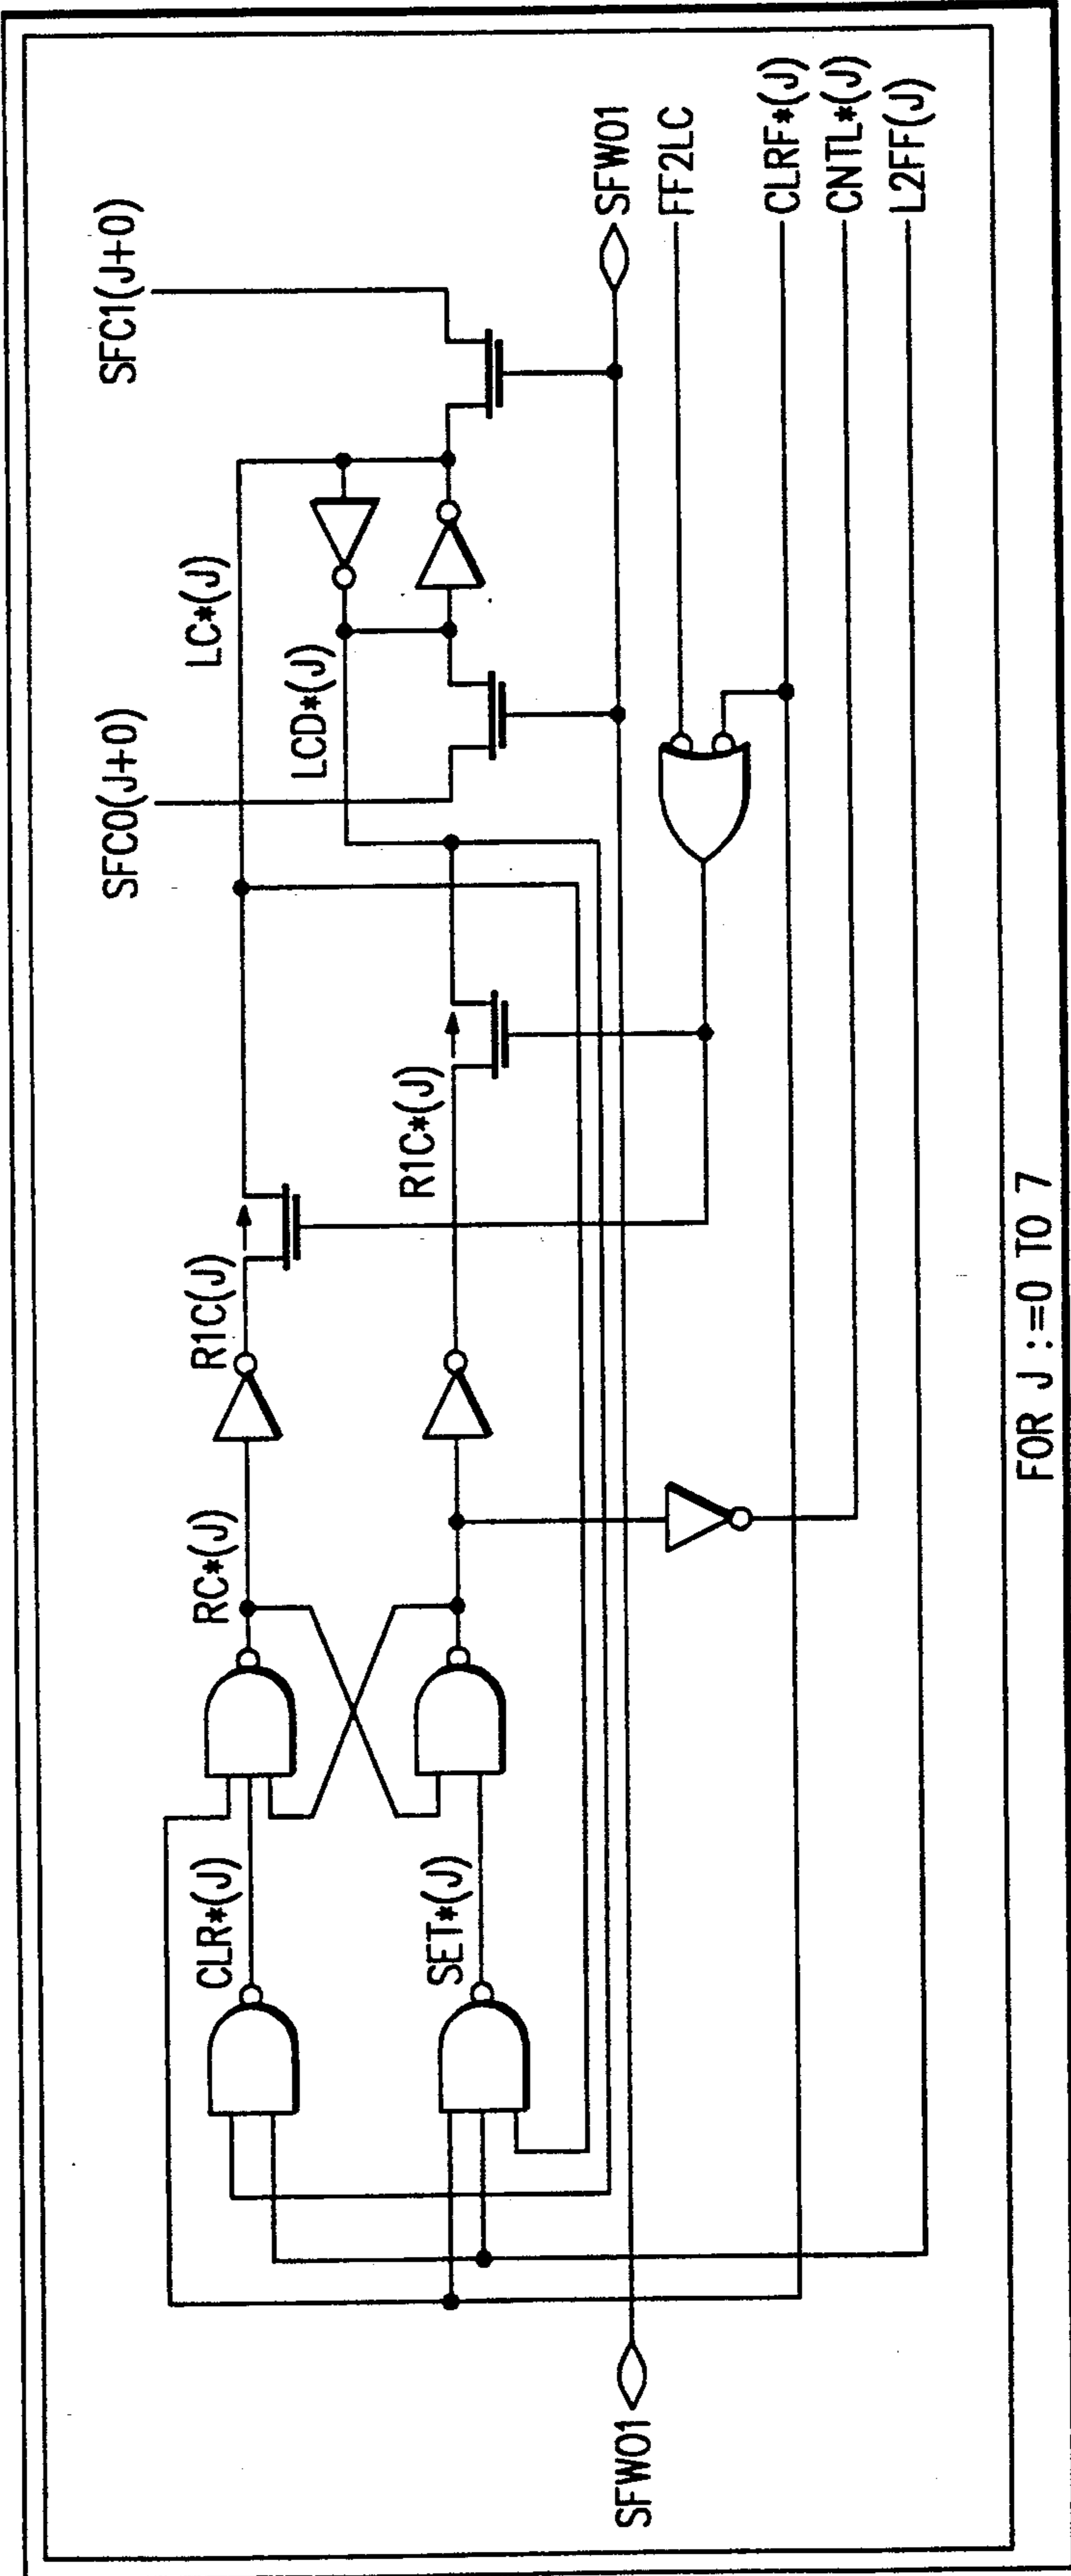 SFC0(J+0)
SFC1(J+0)
RC*(J)
R1C(J)
LC*(J)
CLR*(J)
LCD*(J)
R1C*(J)
SET*(J)
SFW01
SFW01
FF2LC
CLRF*(J)
CNTL*(J)
L2FF(J)
FOR J :=0 TO 7